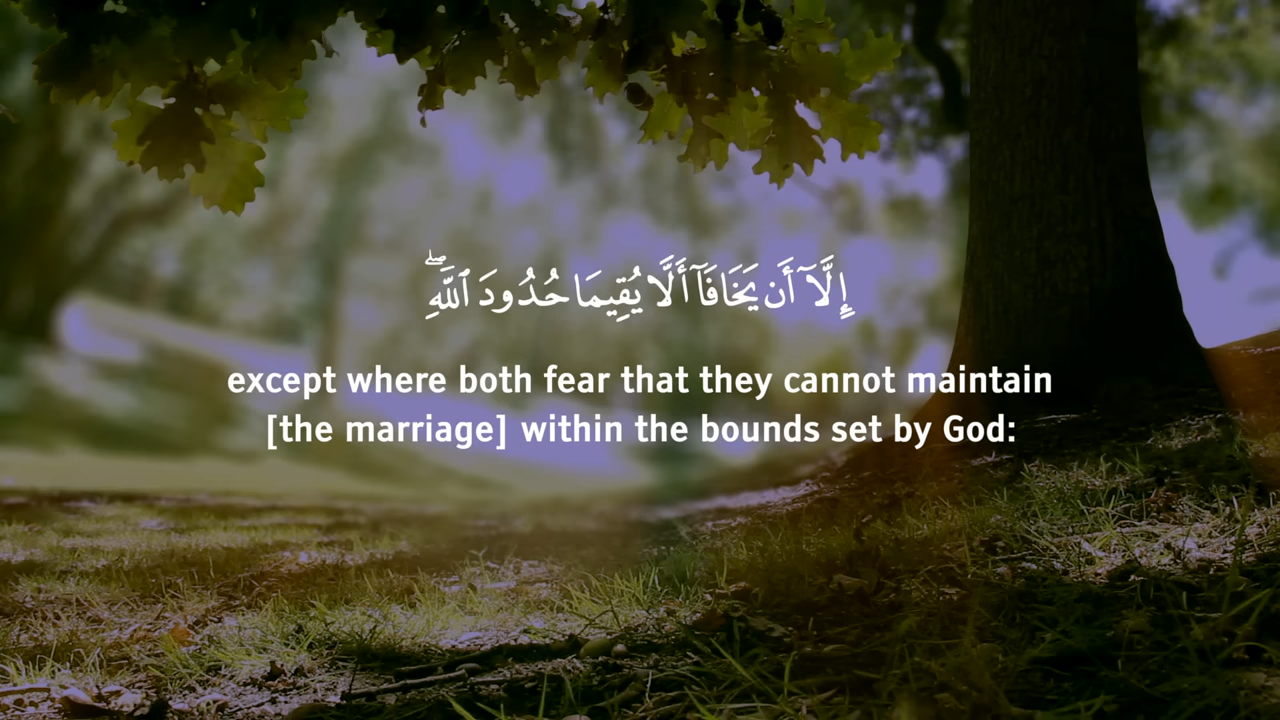 إِلَّآ أَن يَخَافَآ أَلَّا يُقِيمَا حُدُودَ ٱللَّهِ ۖ
except where both fear that they cannot maintain
[the marriage] within the bounds set by God: